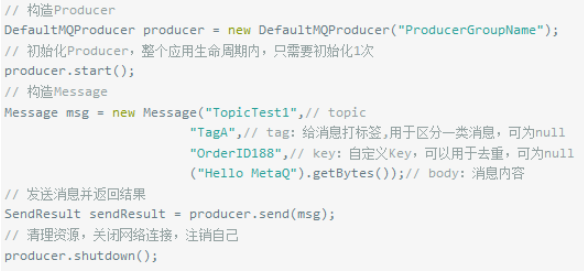 // 构造Producer
DefaultMQProducer producer = new DefaultMQProducer("ProducerGroupName");
// 初始化Producer，整个应用生命周期内，只需要初始化1次
producer.start();
// 构造Message
Message msg = new Message("TopicTest1",// topic
"TagA",// tag：给消息打标签,用于区分一类消息，可为null
"OrderID188",// key：自定义Key，可以用于去重，可为null
("Hello MetaQ").getBytes());// body：消息内容
// 发送消息并返回结果
SendResult sendResult = producer.send(msg);
// 清理资源，关闭网络连接，注销自己
producer.shutdown();